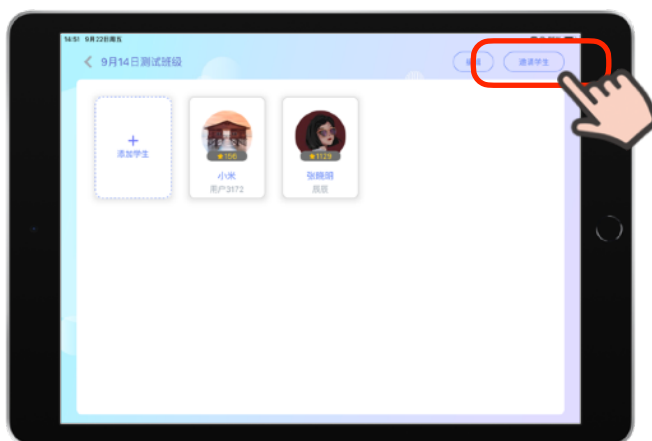 14:51 9月22日周五
9月14日测试班级
邀请学生
+
添加学生
★156
小米
用户3172
★1129
张晓明
辰辰